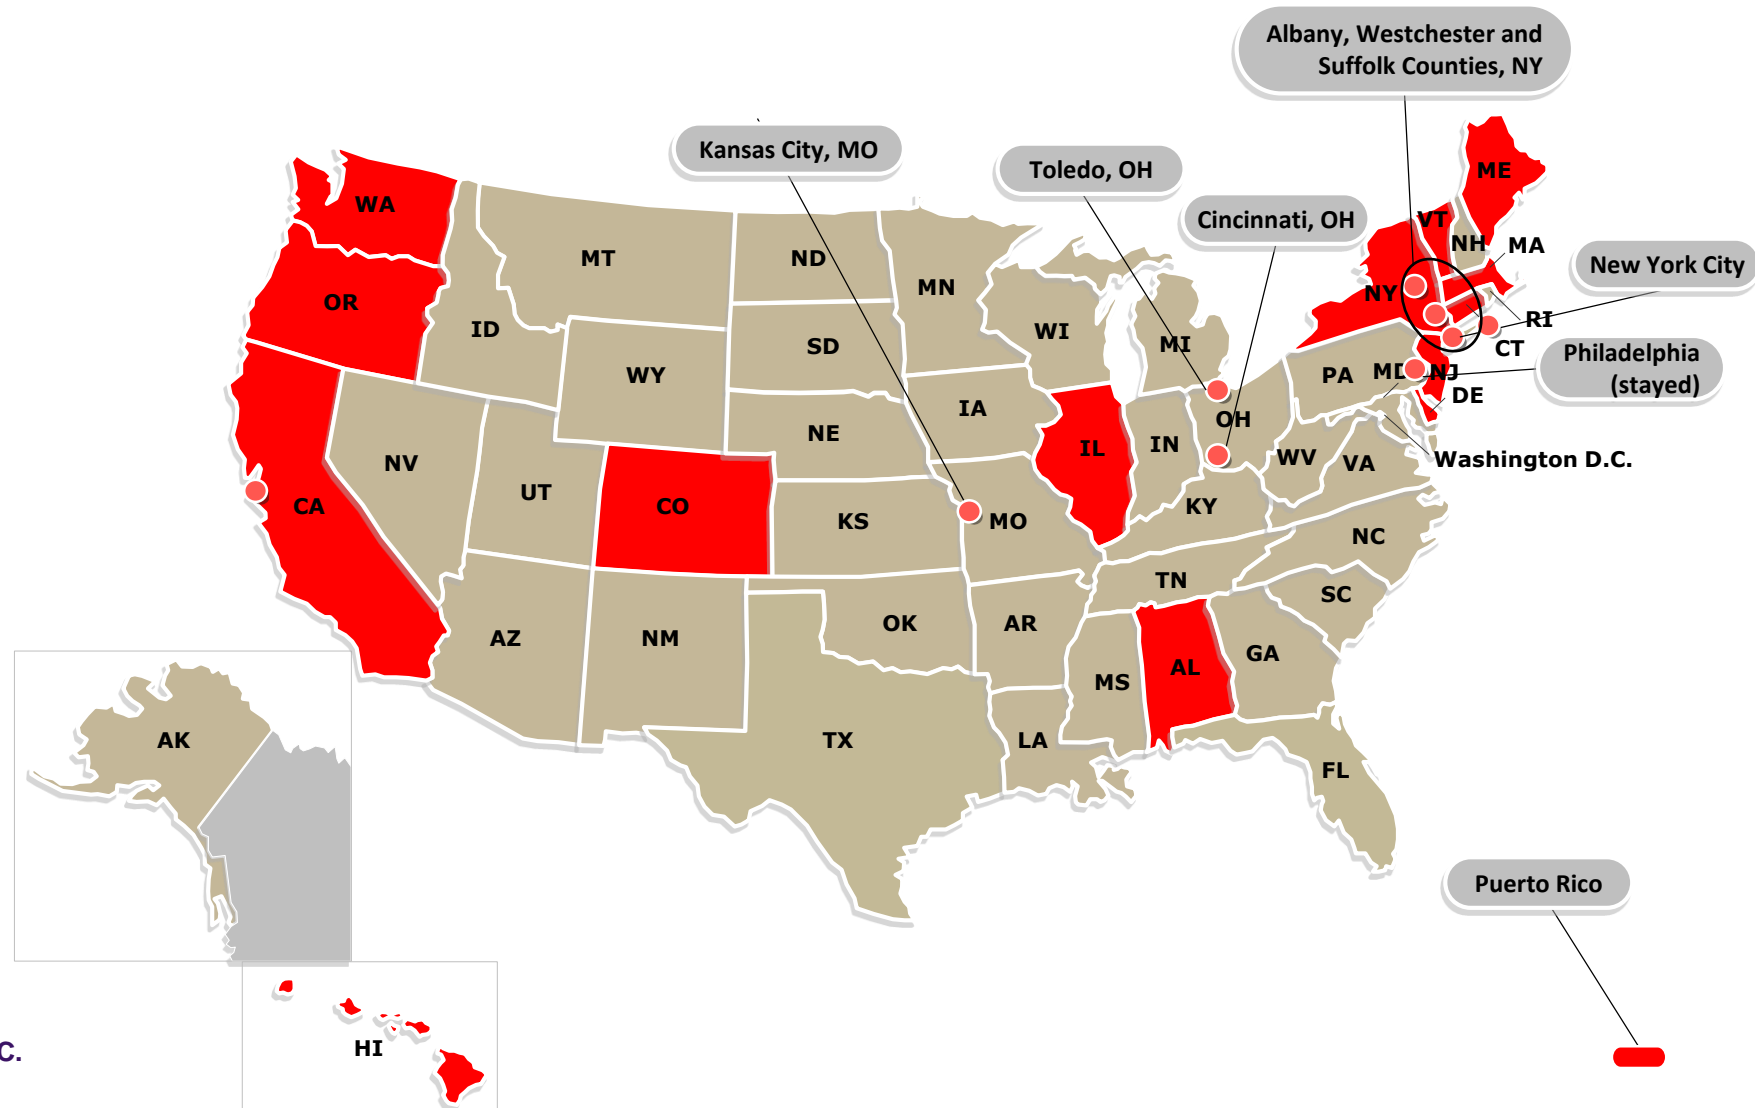 Albany, Westchester and
Suffolk Counties, NY
Kansas City, MO
Toledo, OH
Cincinnati, OH
New York City
Philadelphia
(stayed)
Puerto Rico
WA
OR
CA
NV
ID
MT
WY
UT
CO
AZ
NM
ND
SD
NE
KS
OK
TX
MN
IA
MO
AR
LA
WI
IL
MI
IN
OH
KY
TN
MS
AL
GA
FL
SC
NC
VA
WV
PA
NY
VT
NH
ME
MA
RI
CT
NJ
MD
DE
Washington D.C.
AK
HI
C.